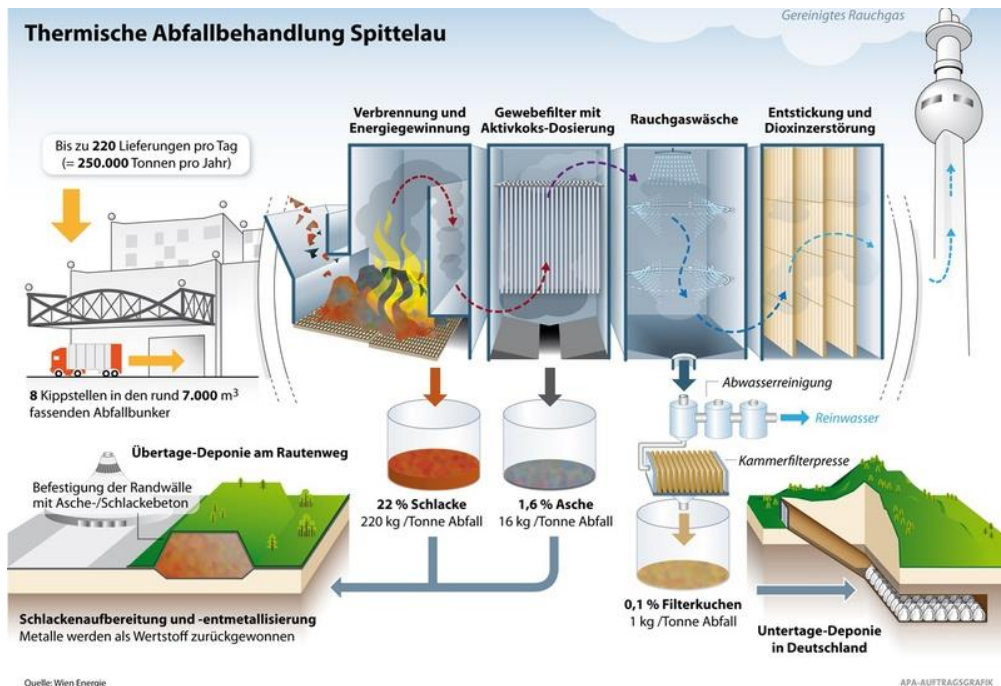 Thermische Abfallbehandlung Spittelau
Gereinigtes Rauchgas
Bis zu 220 Lieferungen pro Tag
(= 250.000 Tonnen pro Jahr)
Verbrennung und
Energiegewinnung
Gewebefilter mit
Aktivkoks-Dosierung
Rauchgaswäsche
Entstickung und
Dioxinzerstörung
8 Kippstellen in den rund 7.000 m³
fassenden Abfallbunker
Abwasserreinigung
Reinwasser
Kammerfilterpresse
Übertage-Deponie am Rautenweg
Befestigung der Randwälle
mit Asche-/Schlackebeton
22 % Schlacke
220 kg /Tonne Abfall
1,6 % Asche
16 kg /Tonne Abfall
0,1 % Filterkuchen
1 kg /Tonne Abfall
Schlackenaufbereitung und -entmetallisierung
Metalle werden als Wertstoff zurückgewonnen
Untertage-Deponie
in Deutschland
Quelle: Wien Energie
APA-AUFTRAGSGRAFIK